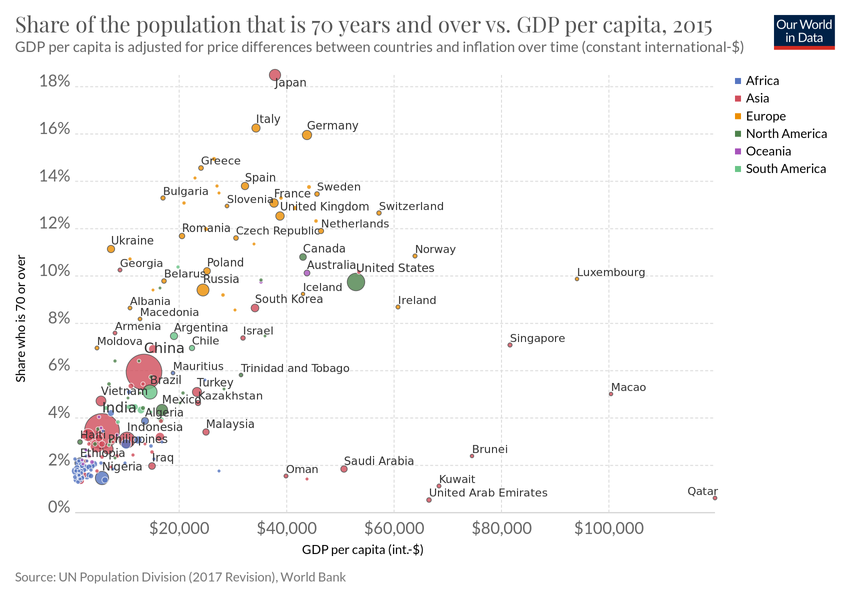 Share of the population that is 70 years and over vs. GDP per capita, 2015
GDP per capita is adjusted for price differences between countries and inflation over time (constant international-$)
Our World
in Data
18%
16%
14%
12%
10%
8%
6%
4%
2%
0%
Share who is 70 or over
Japan
Italy
Germany
Greece
Spain
Bulgaria
Slovenia
France
Sweden
United Kingdom
Switzerland
Romania
Czech Republic
Netherlands
Ukraine
Canada
Norway
Georgia
Poland
Australia
United States
Belarus
Russia
Luxembourg
Iceland
Albania
South Korea
Ireland
Macedonia
Armenia
Argentina
Israel
Moldova
China
Chile
Singapore
Mauritius
Trinidad and Tobago
Brazil
Turkey
Vietnam
Mexico
Kazakhstan
Macao
India
Algeria
Haiti
Philippines
Indonesia
Malaysia
Ethiopia
Iraq
Brunei
Nigeria
Oman
Saudi Arabia
Kuwait
United Arab Emirates
Qatar
$20,000
$40,000
$60,000
$80,000
$100,000
GDP per capita (int.-$)
Africa
Asia
Europe
North America
Oceania
South America
Source: UN Population Division (2017 Revision), World Bank